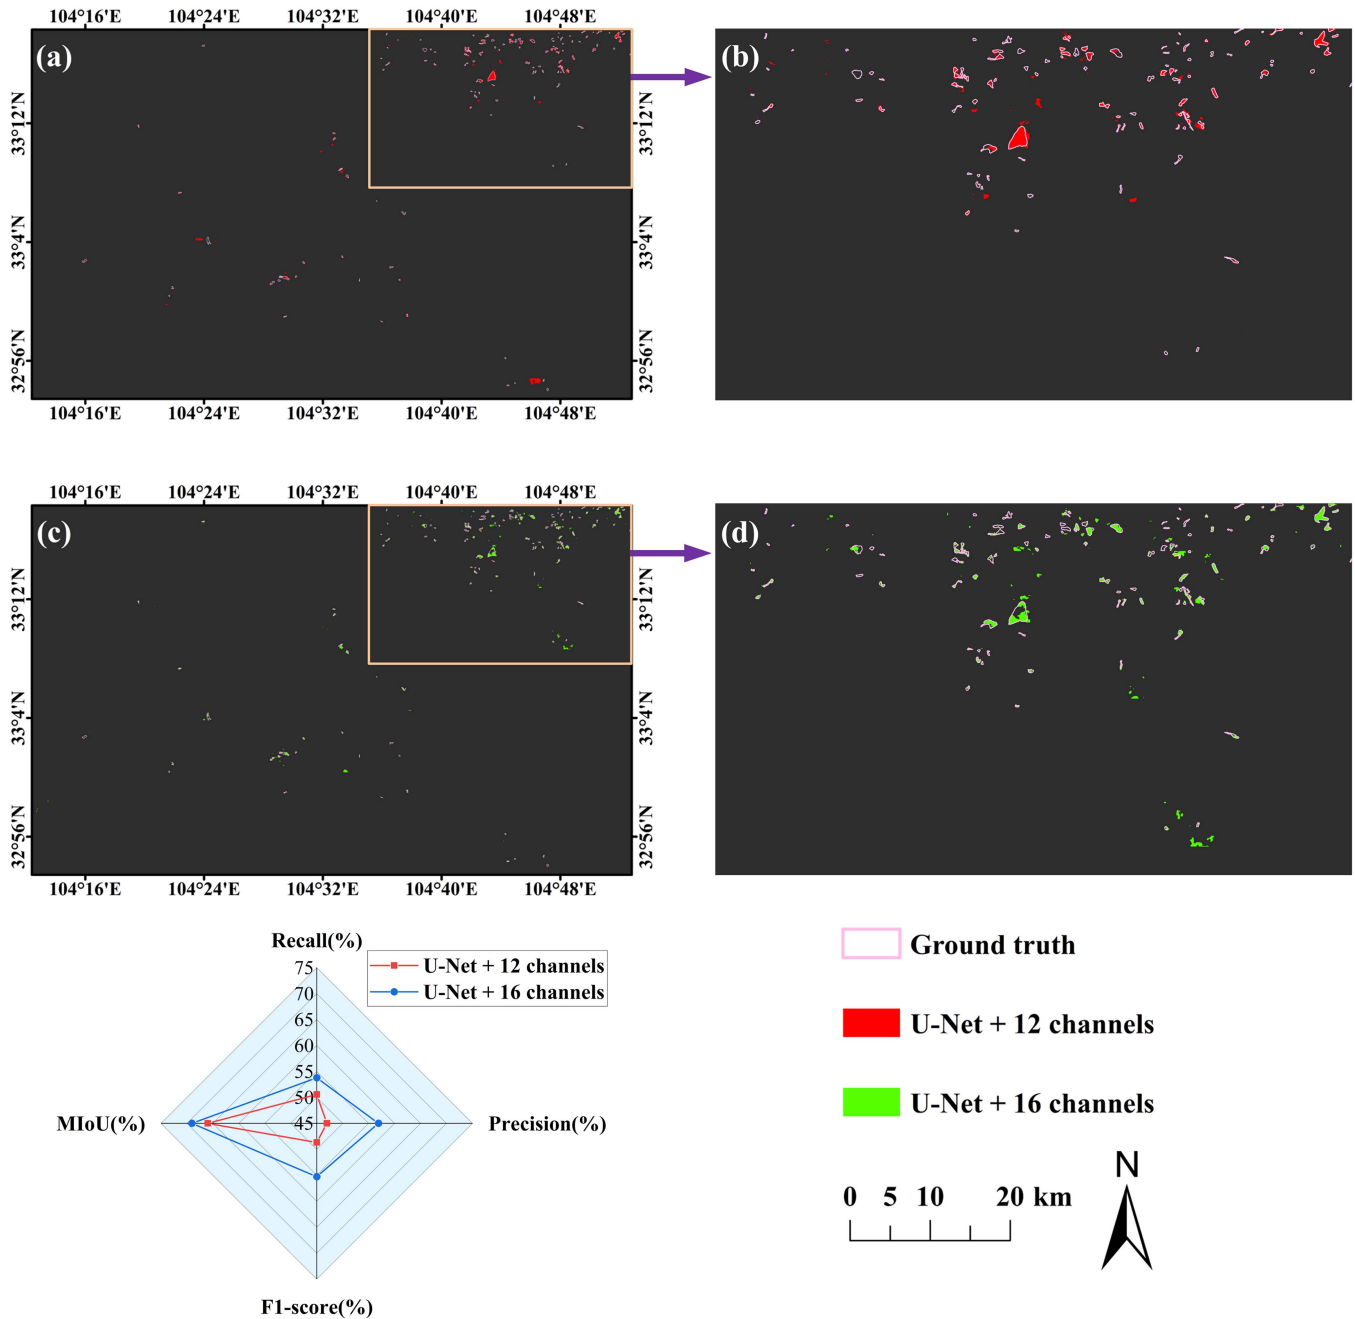 104°16'E 104°24'E 104°32'E 104°40'E 104°48'E
(a)
(b)
33°12'N
33°12'N
33°4'N
33°4'N
32°56'N
32°56'N
104°16'E 104°24'E 104°32'E 104°40'E 104°48'E
104°16'E 104°24'E 104°32'E 104°40'E 104°48'E
(c)
(d)
33°12'N
33°12'N
33°4'N
33°4'N
32°56'N
32°56'N
104°16'E 104°24'E 104°32'E 104°40'E 104°48'E
Recall(%)
75
70
65
60
55
50
45
U-Net + 12 channels
U-Net + 16 channels
MIoU(%)
Precision(%)
F1-score(%)
Ground truth
U-Net + 12 channels
U-Net + 16 channels
0 5 10 20 km
N